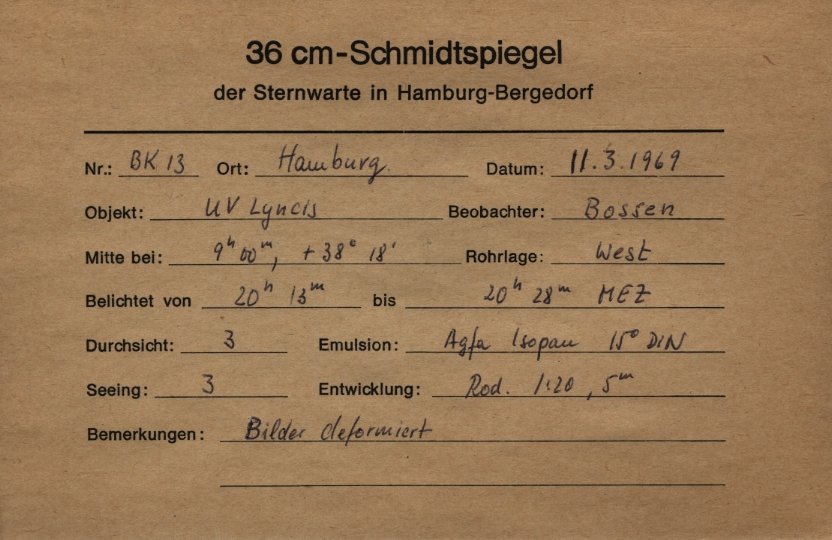 36 cm-Schmidtspiegel
der Sternwarte in Hamburg-Bergedorf
Nr.: BK 13 Ort: Hamburg Datum: 11.3.1969
Objekt: UV Lyncis Beobachter: Bossen
Mitte bei: 9ʰ 00ᵐ, +38° 18' Rohrlage: West
Belichtet von 20ʰ 13ᵐ bis 20ʰ 28ᵐ MEZ
Durchsicht: 3 Emulsion: Agfa Isopan 15° DIN
Seeing: 3 Entwicklung: Rod. 1:20, 5ᵐ
Bemerkungen: Bilder deformiert